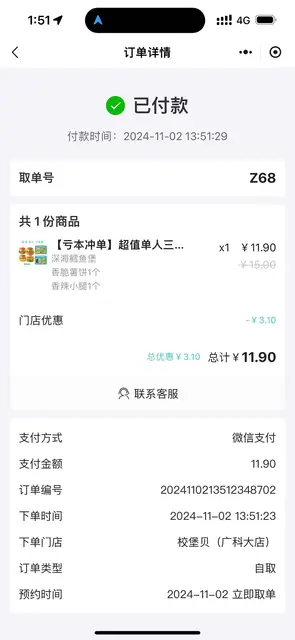 1:51
4G
订单详情
已付款
付款时间：2024-11-02 13:51:29
取单号 Z68
共 1 份商品
【亏本冲单】超值单人三... x1 ￥11.90
深海鳕鱼堡 ￥15.00
香脆薯饼1个
香辣小腿1个
门店优惠 -￥3.10
总优惠￥3.10 总计￥11.90
联系客服
支付方式 微信支付
支付金额 11.90
订单编号 2024110213512348702
下单时间 2024-11-02 13:51:23
下单门店 校堡贝（广科大店）
订单类型 自取
预约时间 2024-11-02 立即取单